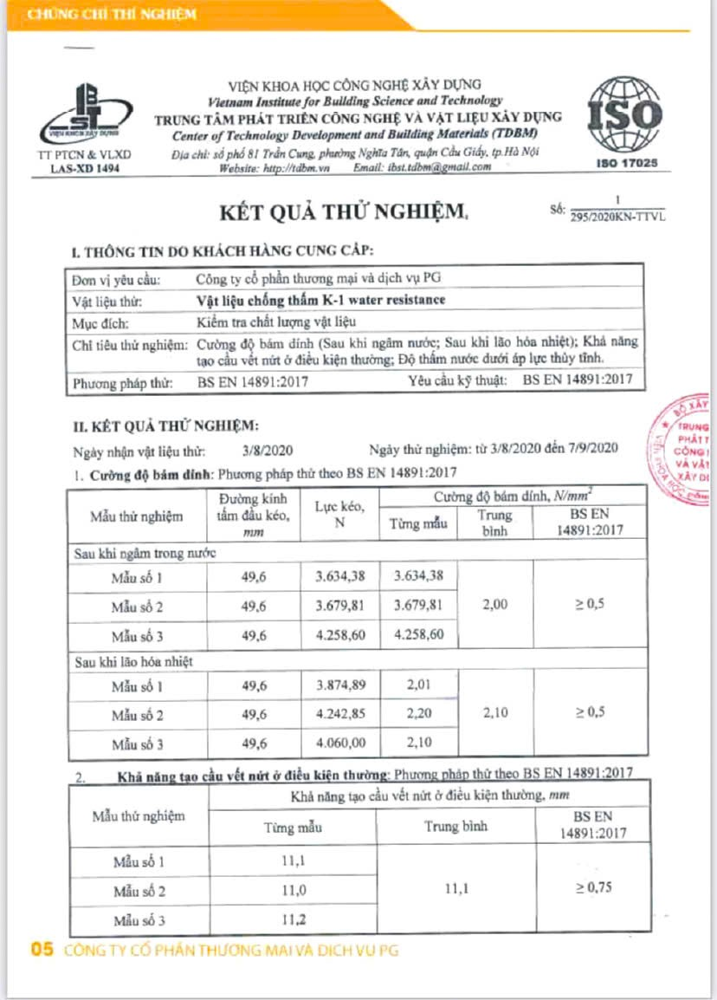 CHỨNG CHỈ THÍ NGHIỆM
VIỆN KHOA HỌC CÔNG NGHỆ XÂY DỰNG
Vietnam Institute for Building Science and Technology
TRUNG TÂM PHÁT TRIỂN CÔNG NGHỆ VÀ VẬT LIỆU XÂY DỰNG
Center of Technology Development and Building Materials (TDBM)
Địa chỉ: số phố 81 Trần Cung, phường Nghĩa Tân, quận Cầu Giấy, tp.Hà Nội
Website: http://tdbm.vn Email: ibst.tdbm@gmail.com
IBST
VIỆN KHCN XÂY DỰNG
TT PTCN & VLXD
LAS-XD 1494
ISO
ISO 17025
KẾT QUẢ THỬ NGHIỆM
Số: 1
295/2020KN-TTVL
I. THÔNG TIN DO KHÁCH HÀNG CUNG CẤP:
Đơn vị yêu cầu: Công ty cổ phần thương mại và dịch vụ PG
Vật liệu thử: Vật liệu chống thấm K-1 water resistance
Mục đích: Kiểm tra chất lượng vật liệu
Chỉ tiêu thử nghiệm: Cường độ bám dính (Sau khi ngâm nước; Sau khi lão hóa nhiệt); Khả năng
tạo cầu vết nứt ở điều kiện thường; Độ thấm nước dưới áp lực thủy tĩnh.
Phương pháp thử: BS EN 14891:2017 Yêu cầu kỹ thuật: BS EN 14891:2017
II. KẾT QUẢ THỬ NGHIỆM:
Ngày nhận vật liệu thử: 3/8/2020 Ngày thử nghiệm: từ 3/8/2020 đến 7/9/2020
BỘ XÂY
TRUNG
PHÁT T
CÔNG
VÀ VẬT
XÂY D
VIỆN KHOA HỌC
1. Cường độ bám dính: Phương pháp thử theo BS EN 14891:2017
Mẫu thử nghiệm
Đường kính
tấm đầu kéo,
mm
Lực kéo,
N
Cường độ bám dính, N/mm²
Từng mẫu
Trung
bình
BS EN
14891:2017
Sau khi ngâm trong nước
Mẫu số 1 49,6 3.634,38 3.634,38
Mẫu số 2 49,6 3.679,81 3.679,81 2,00 ≥ 0,5
Mẫu số 3 49,6 4.258,60 4.258,60
Sau khi lão hóa nhiệt
Mẫu số 1 49,6 3.874,89 2,01
Mẫu số 2 49,6 4.242,85 2,20 2,10 ≥ 0,5
Mẫu số 3 49,6 4.060,00 2,10
2. Khả năng tạo cầu vết nứt ở điều kiện thường: Phương pháp thử theo BS EN 14891:2017
Mẫu thử nghiệm
Khả năng tạo cầu vết nứt ở điều kiện thường, mm
Từng mẫu
Trung bình
BS EN
14891:2017
Mẫu số 1 11,1
Mẫu số 2 11,0 11,1 ≥ 0,75
Mẫu số 3 11,2
05 CÔNG TY CỔ PHẦN THƯƠNG MẠI VÀ DỊCH VỤ PG